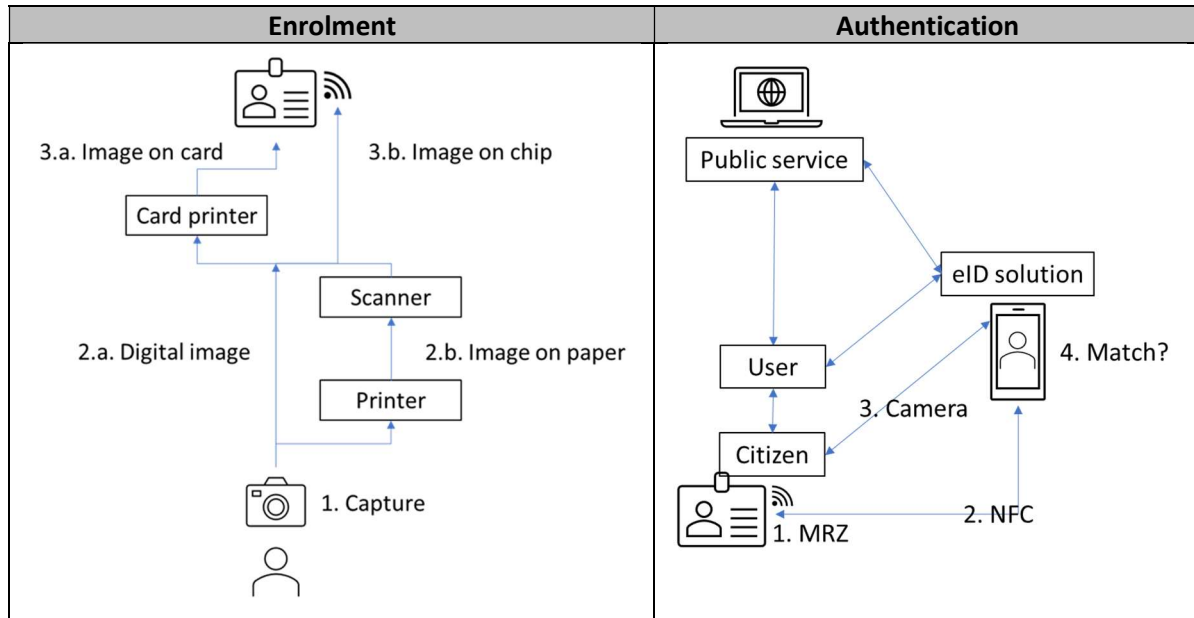 Enrolment
3.a. Image on card
3.b. Image on chip
Card printer
Scanner
2.a. Digital image
2.b. Image on paper
Printer
1. Capture
Authentication
Public service
eID solution
4. Match?
User
3. Camera
Citizen
2. NFC
1. MRZ